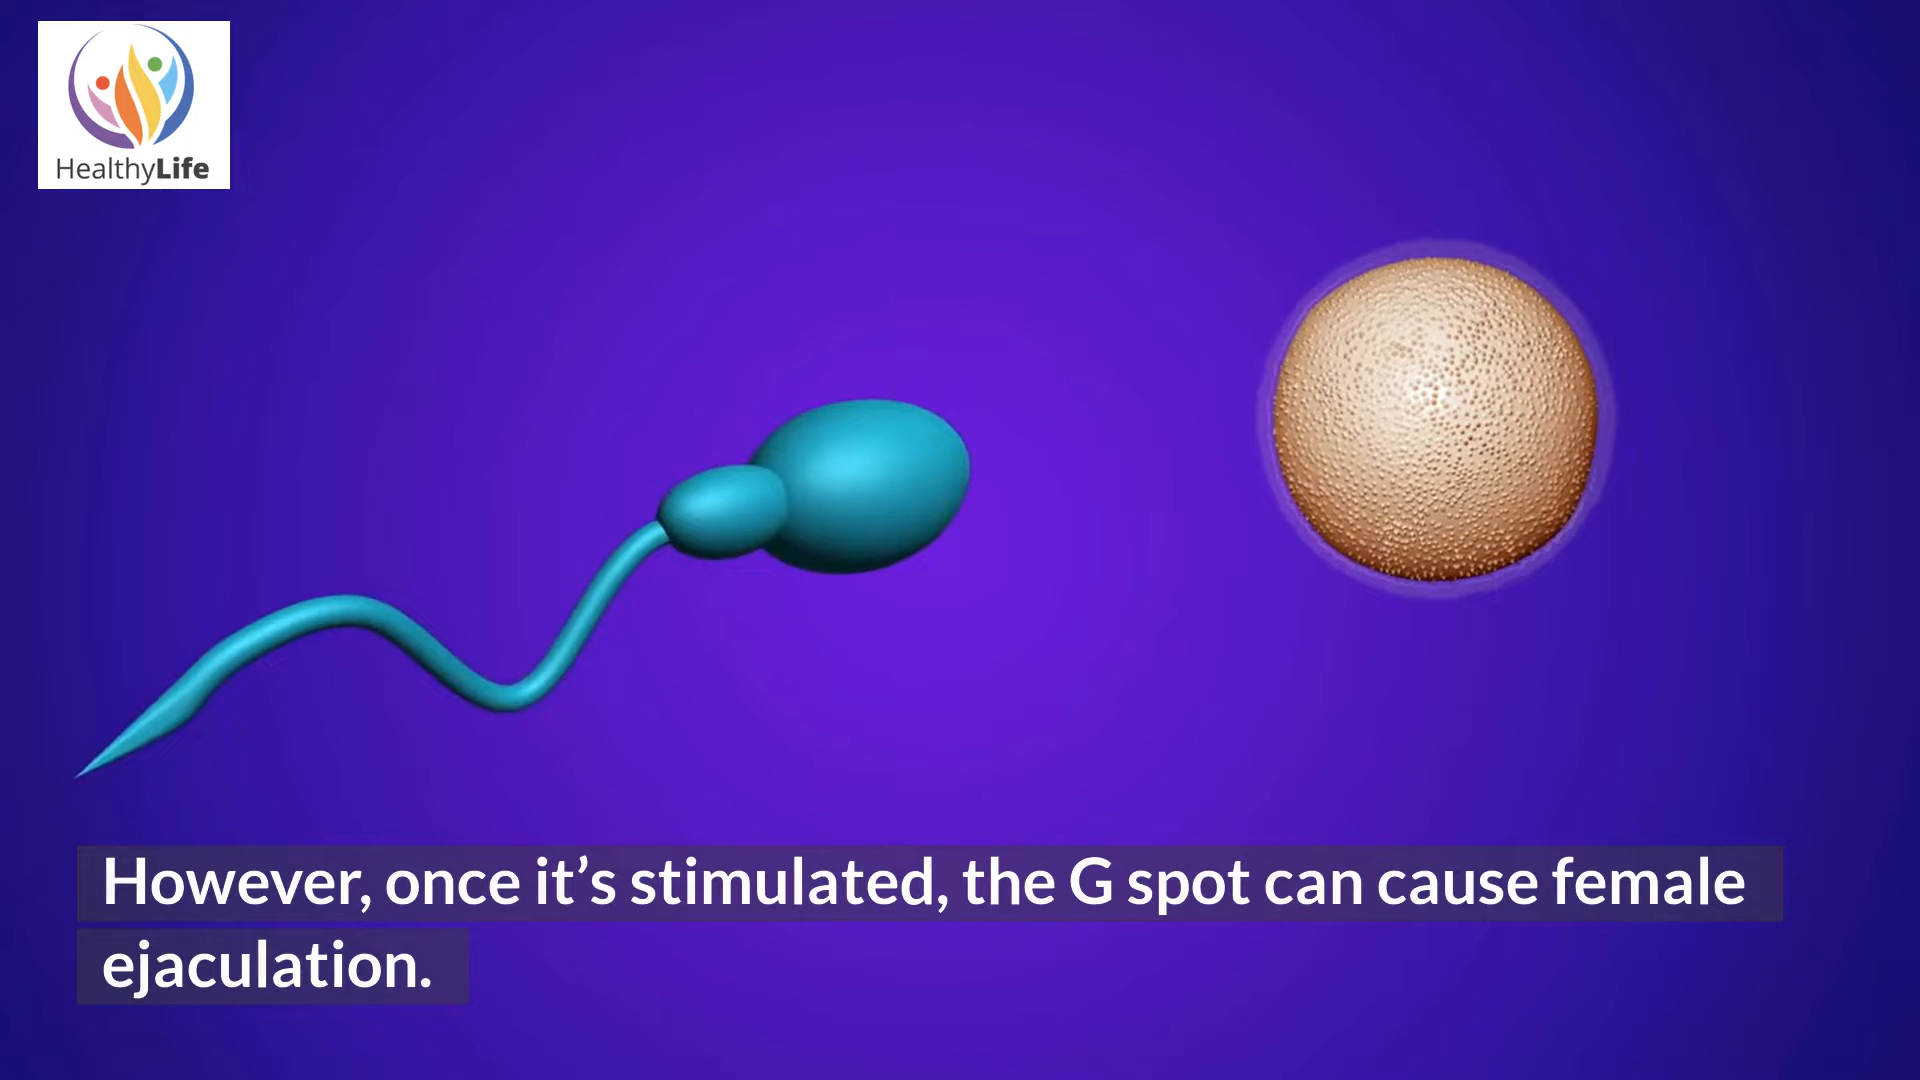 HealthyLife
However, once it’s stimulated, the G spot can cause female
ejaculation.